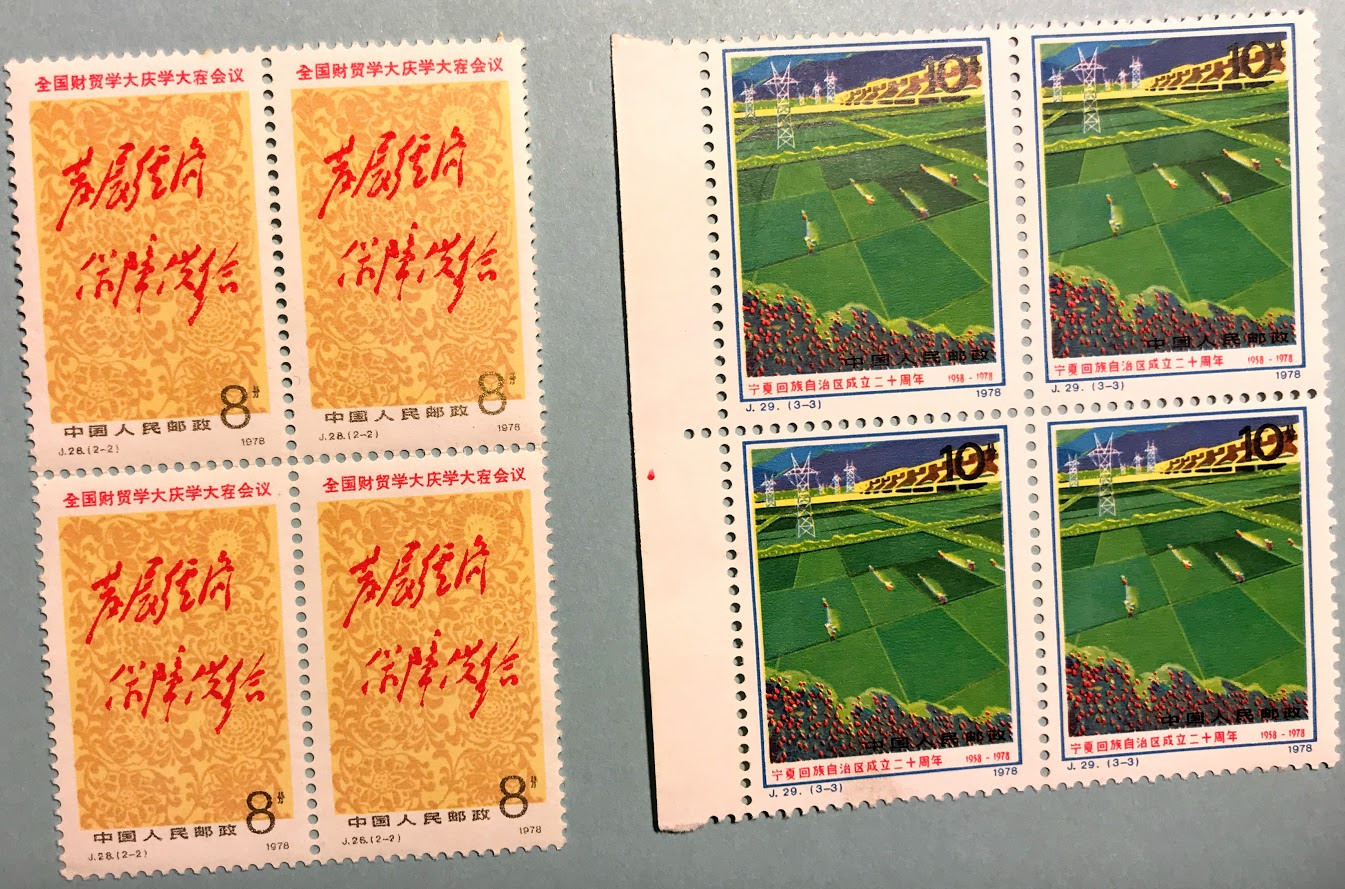 全国财贸学大庆学大寨会议
发展经济
保障供给
8分
中国人民邮政
J.28.(2-2)
1978
全国财贸学大庆学大寨会议
发展经济
保障供给
8分
中国人民邮政
J.28.(2-2)
1978
全国财贸学大庆学大寨会议
发展经济
保障供给
8分
中国人民邮政
J.28.(2-2)
1978
全国财贸学大庆学大寨会议
发展经济
保障供给
8分
中国人民邮政
J.28.(2-2)
1978
10分
中国人民邮政
宁夏回族自治区成立二十周年 1958-1978
J. 29. (3-3)
1978
10分
中国人民邮政
宁夏回族自治区成立二十周年 1958-1978
J. 29. (3-3)
1978
10分
中国人民邮政
宁夏回族自治区成立二十周年 1958-1978
J. 29. (3-3)
1978
10分
中国人民邮政
宁夏回族自治区成立二十周年 1958-1978
J. 29. (3-3)
1978